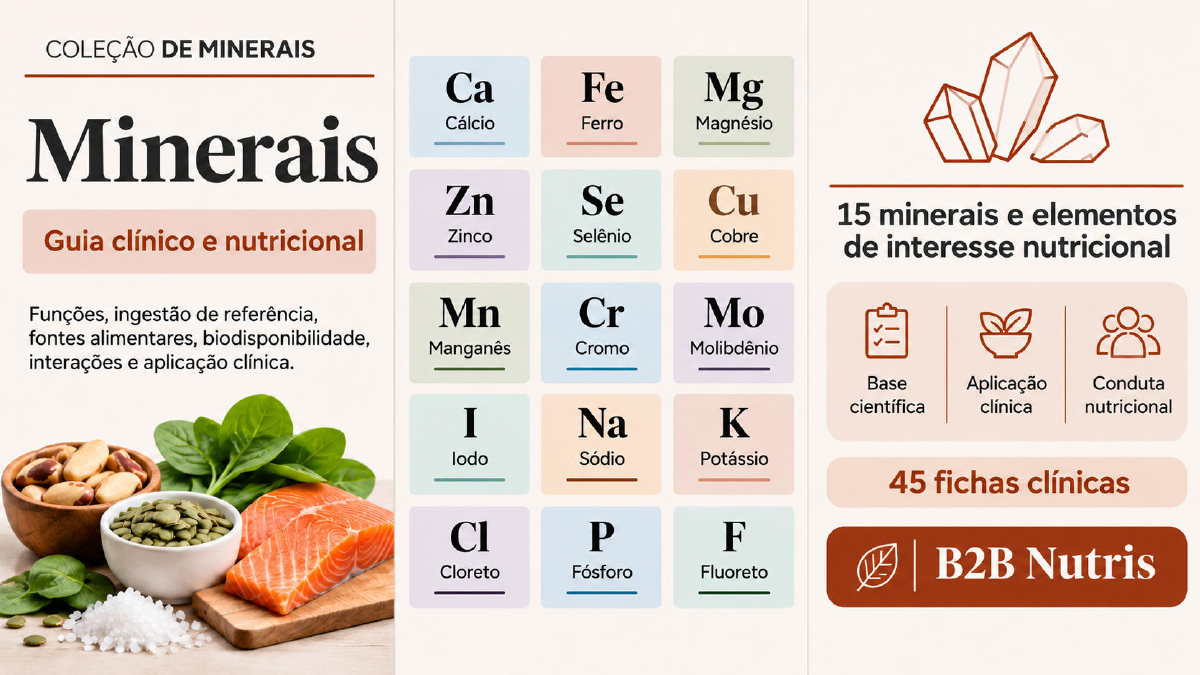 COLEÇÃO DE MINERAIS
Minerais
Guia clínico e nutricional
Funções, ingestão de referência,
fontes alimentares, biodisponibilidade,
interações e aplicação clínica.
Ca
Cálcio
Fe
Ferro
Mg
Magnésio
Zn
Zinco
Se
Selênio
Cu
Cobre
Mn
Manganês
Cr
Cromo
Mo
Molibdênio
I
Iodo
Na
Sódio
K
Potássio
Cl
Cloreto
P
Fósforo
F
Fluoreto
15 minerais e elementos
de interesse nutricional
Base
científica
Aplicação
clínica
Conduta
nutricional
45 fichas clínicas
B2B Nutris